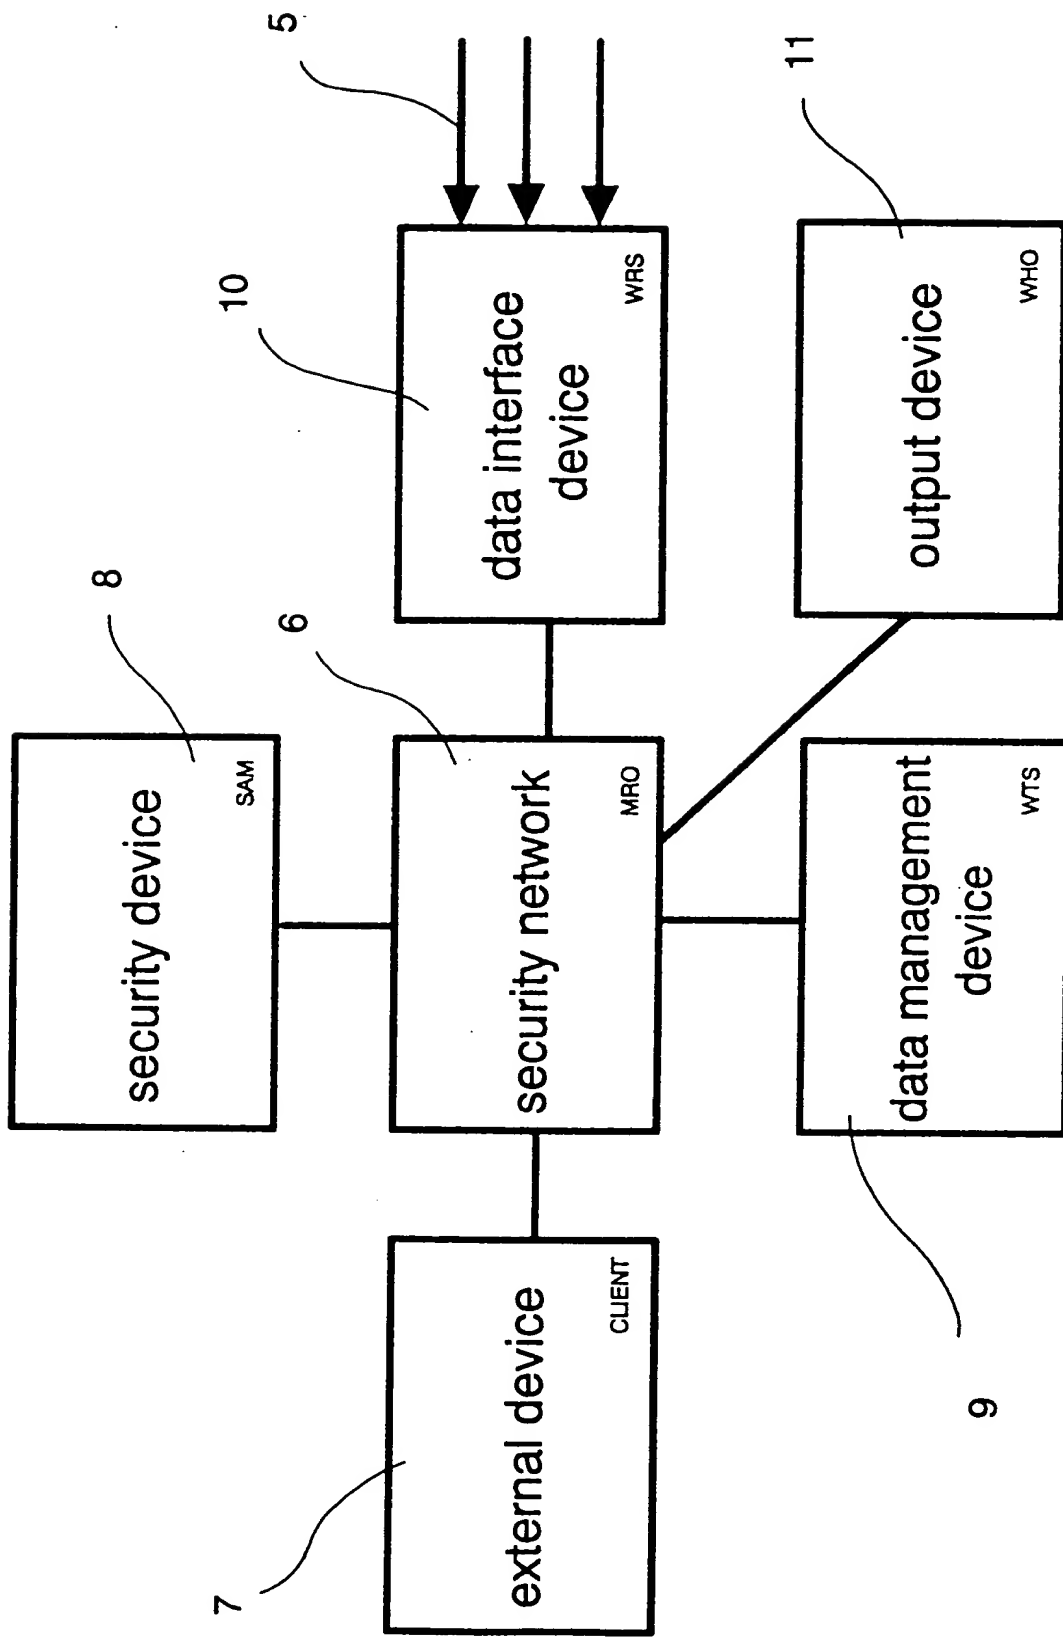 8
security device
SAM
7
external device
CLIENT
6
security network
MRO
10
data interface
device
WRS
5
9
data management
device
WTS
11
output device
WHO